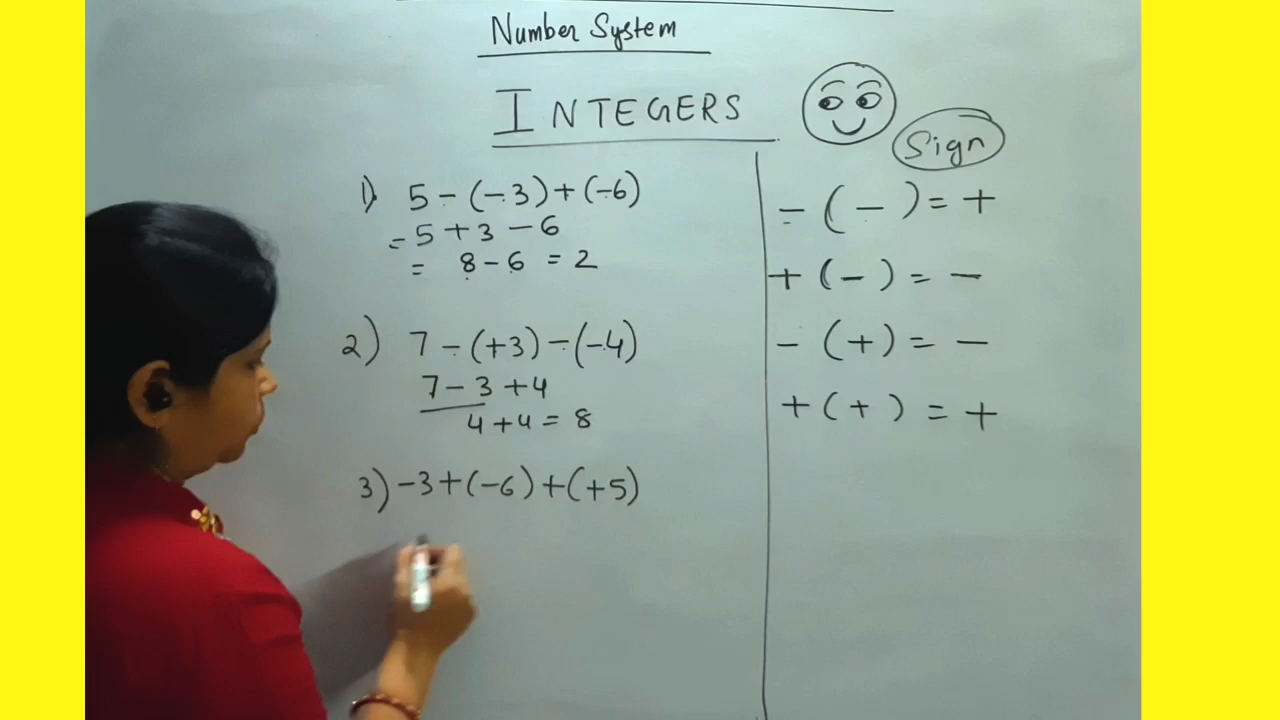 Number System
INTEGERS
Sign
1) 5 - (-3) + (-6)
= 5 + 3 - 6
= 8 - 6 = 2
2) 7 - (+3) - (-4)
7 - 3 + 4
4 + 4 = 8
3) -3 + (-6) + (+5)
- (-) = +
+ (-) = -
- (+) = -
+ (+) = +